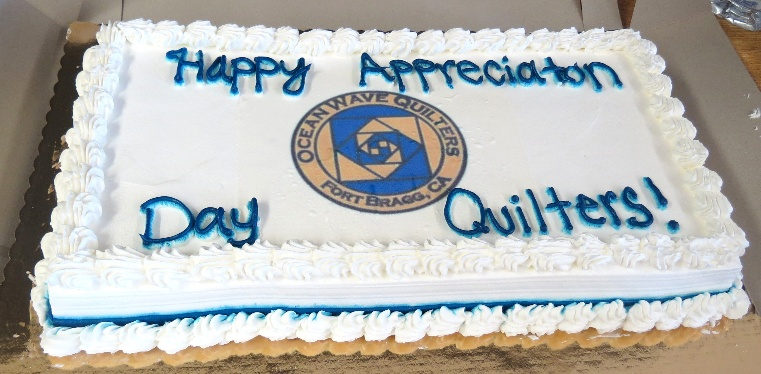 Happy Appreciaton
OCEAN WAVE QUILTERS
FORT BRAGG, CA
Day Quilters!